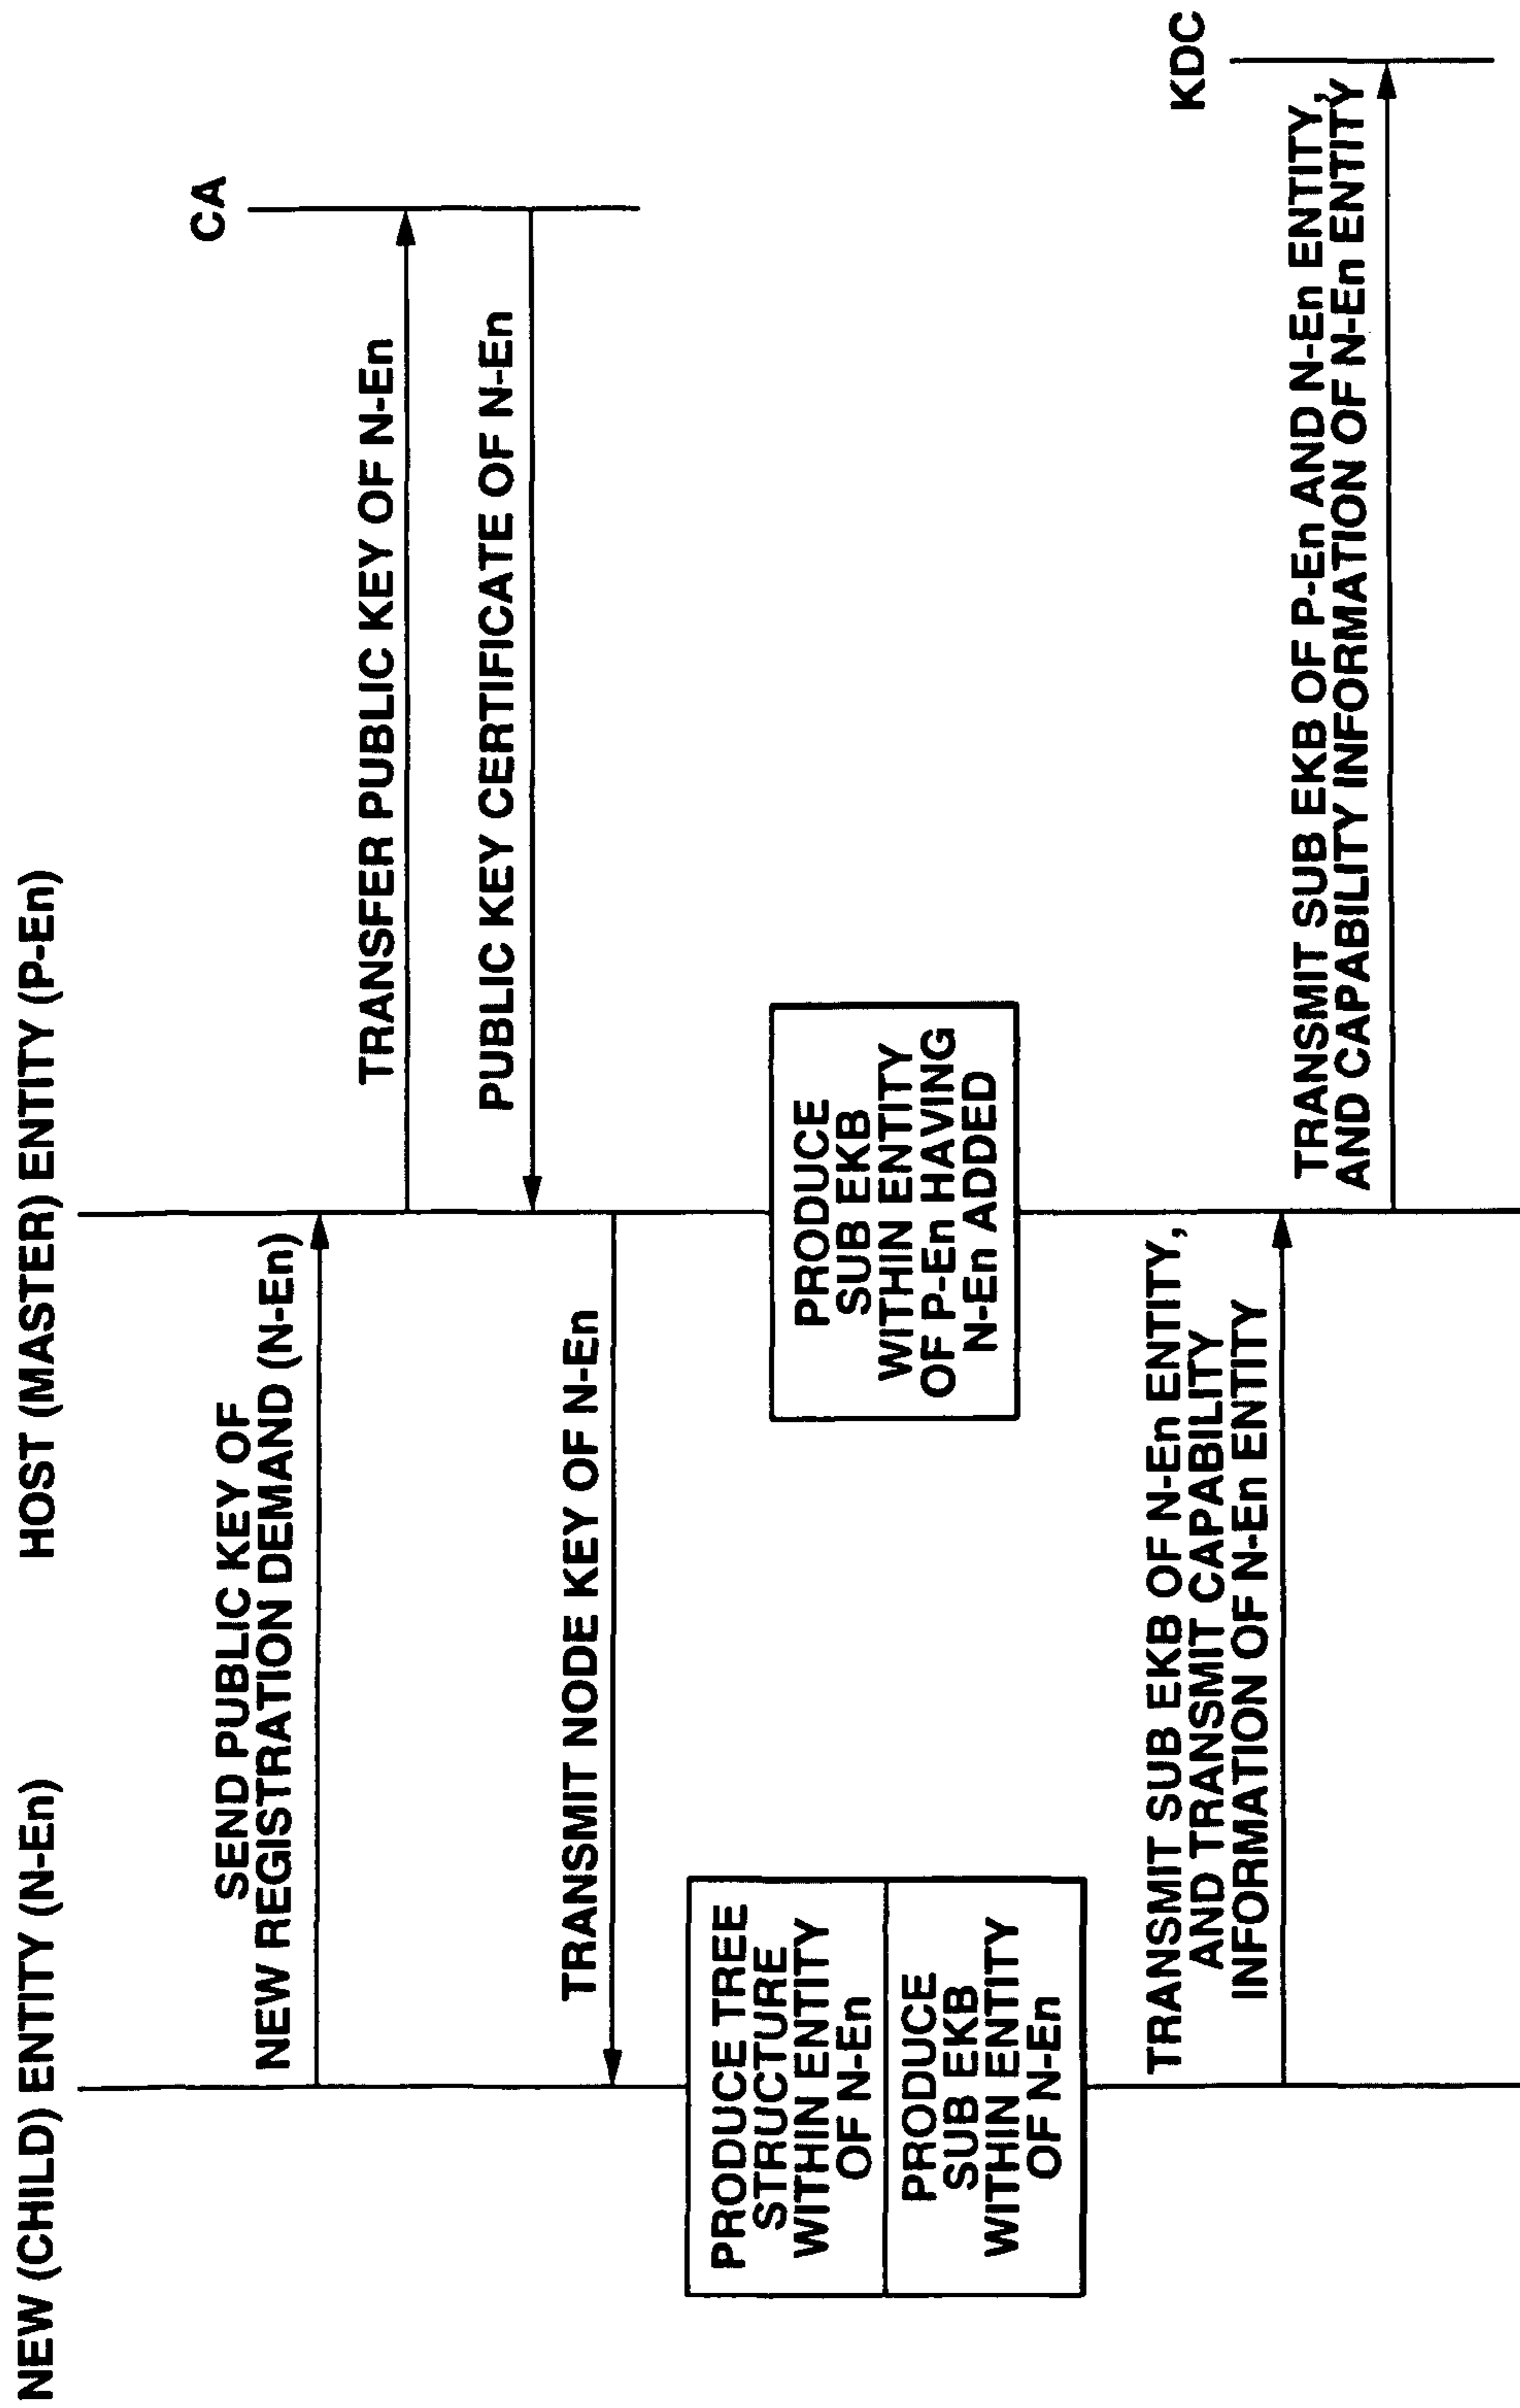 NEW (CHILD) ENTITY (N-En)
HOST (MASTER) ENTITY (P-En)
CA
SEND PUBLIC KEY OF
NEW REGISTRATION DEMAND (N-En)
TRANSFER PUBLIC KEY OF N-En
PUBLIC KEY CERTIFICATE OF N-En
TRANSMIT NODE KEY OF N-En
PRODUCE TREE
STRUCTURE
WITHIN ENTITY
OF N-En
PRODUCE
SUB EKB
WITHIN ENTITY
OF N-En
PRODUCE
SUB EKB
WITHIN ENTITY
OF P-En HAVING
N-En ADDED
KDC
TRANSMIT SUB EKB OF N-En ENTITY,
AND TRANSMIT CAPABILITY
INFORMATION OF N-En ENTITY
TRANSMIT SUB EKB OF P-En AND N-En ENTITY,
AND CAPABILITY INFORMATION OF N-En ENTITY